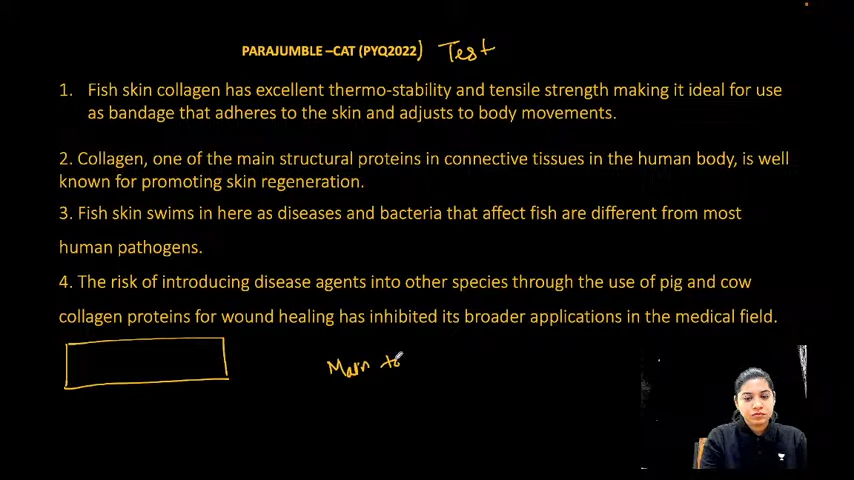 PARAJUMBLE –CAT (PYQ2022) Test
1. Fish skin collagen has excellent thermo-stability and tensile strength making it ideal for use
as bandage that adheres to the skin and adjusts to body movements.
2. Collagen, one of the main structural proteins in connective tissues in the human body, is well
known for promoting skin regeneration.
3. Fish skin swims in here as diseases and bacteria that affect fish are different from most
human pathogens.
4. The risk of introducing disease agents into other species through the use of pig and cow
collagen proteins for wound healing has inhibited its broader applications in the medical field.
Main to